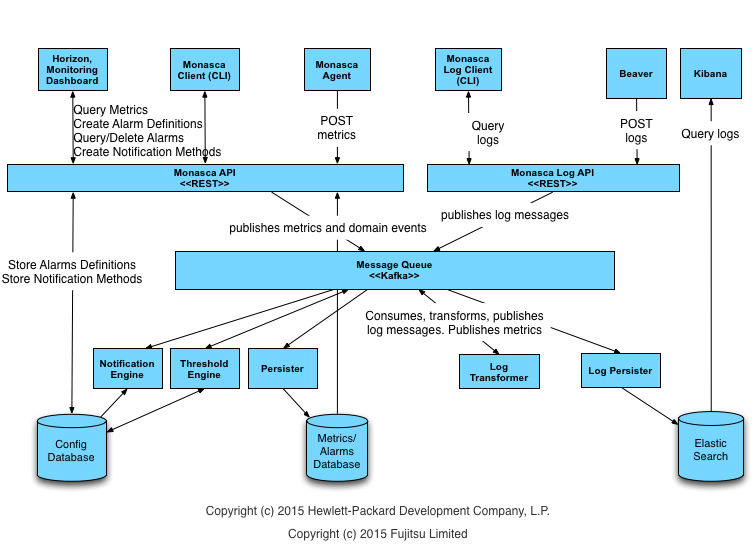 Horizon,
Monitoring
Dashboard
Monasca
Client (CLI)
Monasca
Agent
Monasca
Log Client
(CLI)
Beaver
Kibana
Query Metrics
Create Alarm Definitions
Query/Delete Alarms
Create Notification Methods
POST
metrics
Query
logs
POST
logs
Query logs
Monasca API
<<REST>>
Monasca Log API
<<REST>>
publishes metrics and domain events
publishes log messages
Store Alarms Definitions
Store Notification Methods
Message Queue
<<Kafka>>
Consumes, transforms, publishes
log messages. Publishes metrics
Notification
Engine
Threshold
Engine
Persister
Log
Transformer
Log Persister
Config
Database
Metrics/
Alarms
Database
Elastic
Search
Copyright (c) 2015 Hewlett-Packard Development Company, L.P.
Copyright (c) 2015 Fujitsu Limited